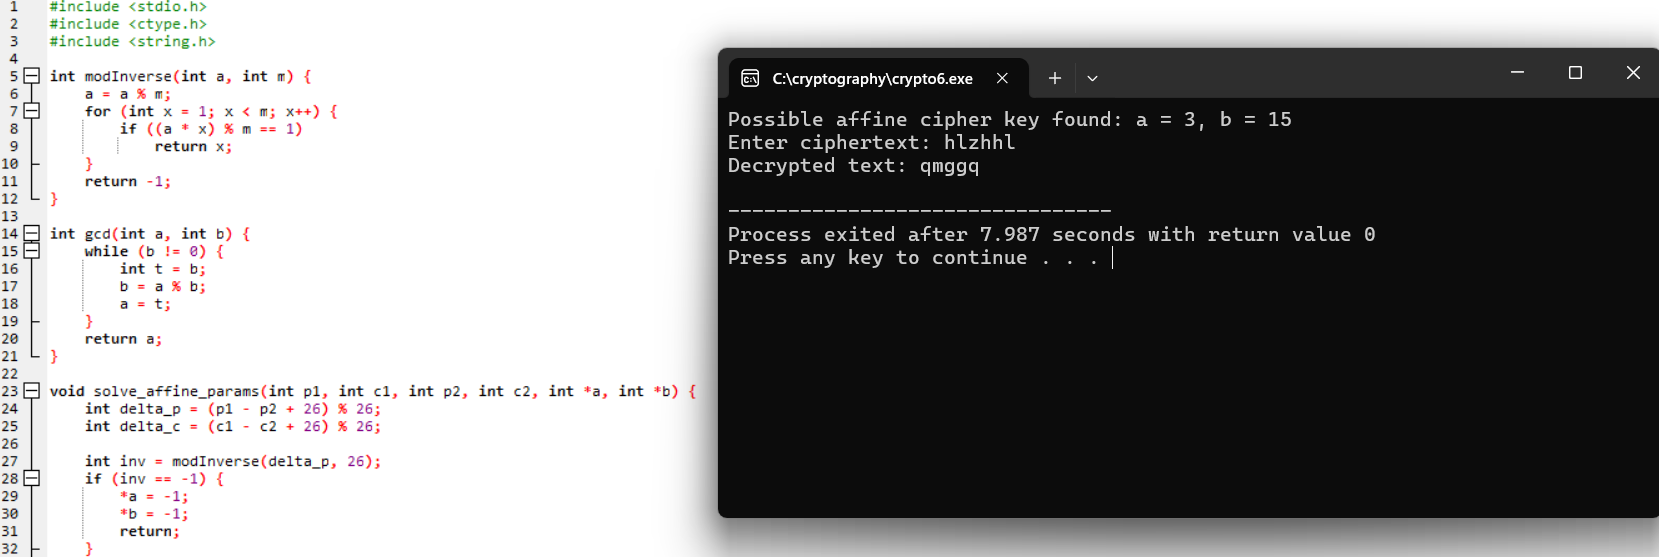 1 #include <stdio.h>
2 #include <ctype.h>
3 #include <string.h>
4
5 int modInverse(int a, int m) {
6     a = a % m;
7     for (int x = 1; x < m; x++) {
8         if ((a * x) % m == 1)
9             return x;
10     }
11     return -1;
12 }
13
14 int gcd(int a, int b) {
15     while (b != 0) {
16         int t = b;
17         b = a % b;
18         a = t;
19     }
20     return a;
21 }
22
23 void solve_affine_params(int p1, int c1, int p2, int c2, int *a, int *b) {
24     int delta_p = (p1 - p2 + 26) % 26;
25     int delta_c = (c1 - c2 + 26) % 26;
26
27     int inv = modInverse(delta_p, 26);
28     if (inv == -1) {
29         *a = -1;
30         *b = -1;
31         return;
32     }
C:\cryptography\crypto6.exe
Possible affine cipher key found: a = 3, b = 15
Enter ciphertext: hlzhhl
Decrypted text: qmggq
--------------------------------
Process exited after 7.987 seconds with return value 0
Press any key to continue . . .